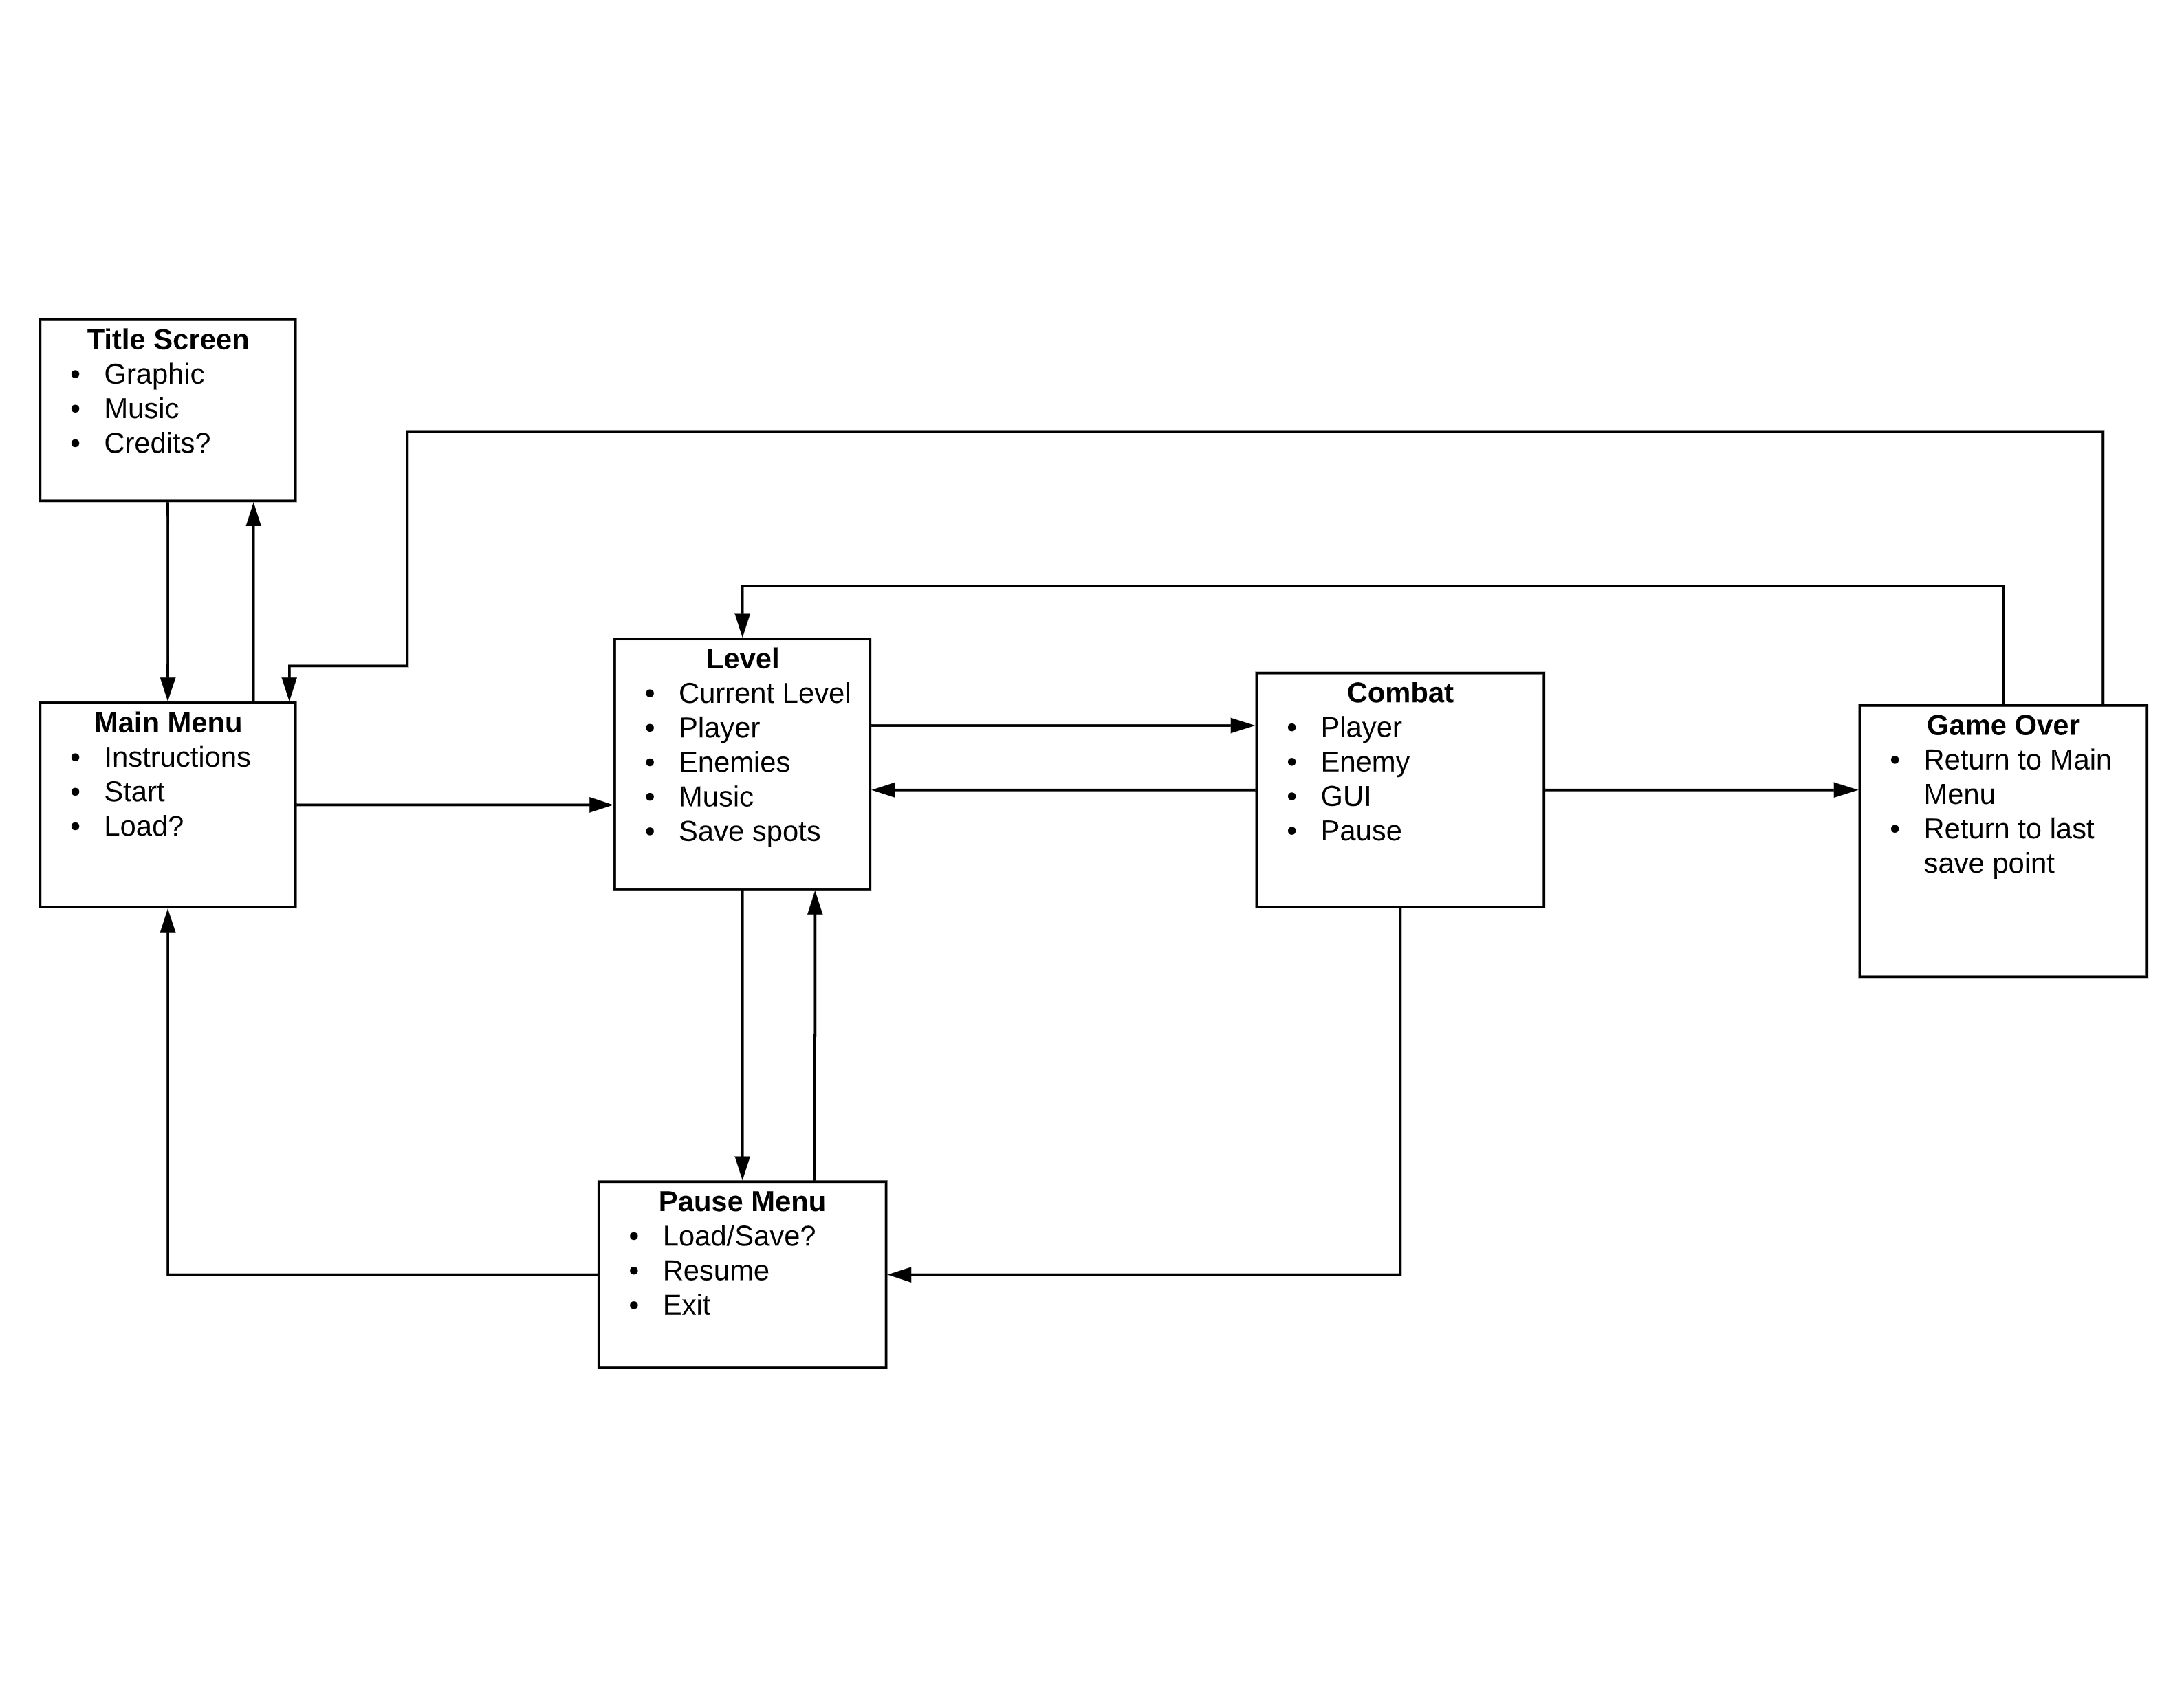 Title Screen
• Graphic
• Music
• Credits?
Main Menu
• Instructions
• Start
• Load?
Level
• Current Level
• Player
• Enemies
• Music
• Save spots
Combat
• Player
• Enemy
• GUI
• Pause
Game Over
• Return to Main
Menu
• Return to last
save point
Pause Menu
• Load/Save?
• Resume
• Exit